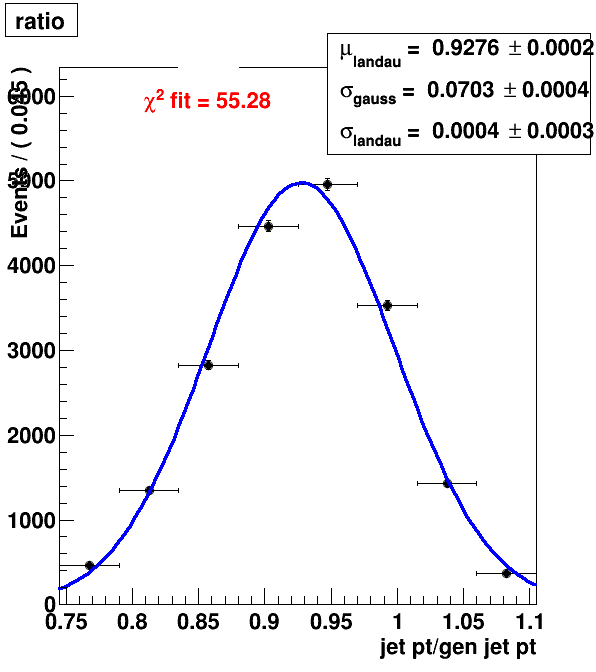 ratio
μlandau = 0.9276 ± 0.0002
σgauss = 0.0703 ± 0.0004
σlandau = 0.0004 ± 0.0003
χ² fit = 55.28
Events / ( 0.045 )
6000
5000
4000
3000
2000
1000
0
0.75 0.8 0.85 0.9 0.95 1 1.05 1.1
jet pt/gen jet pt